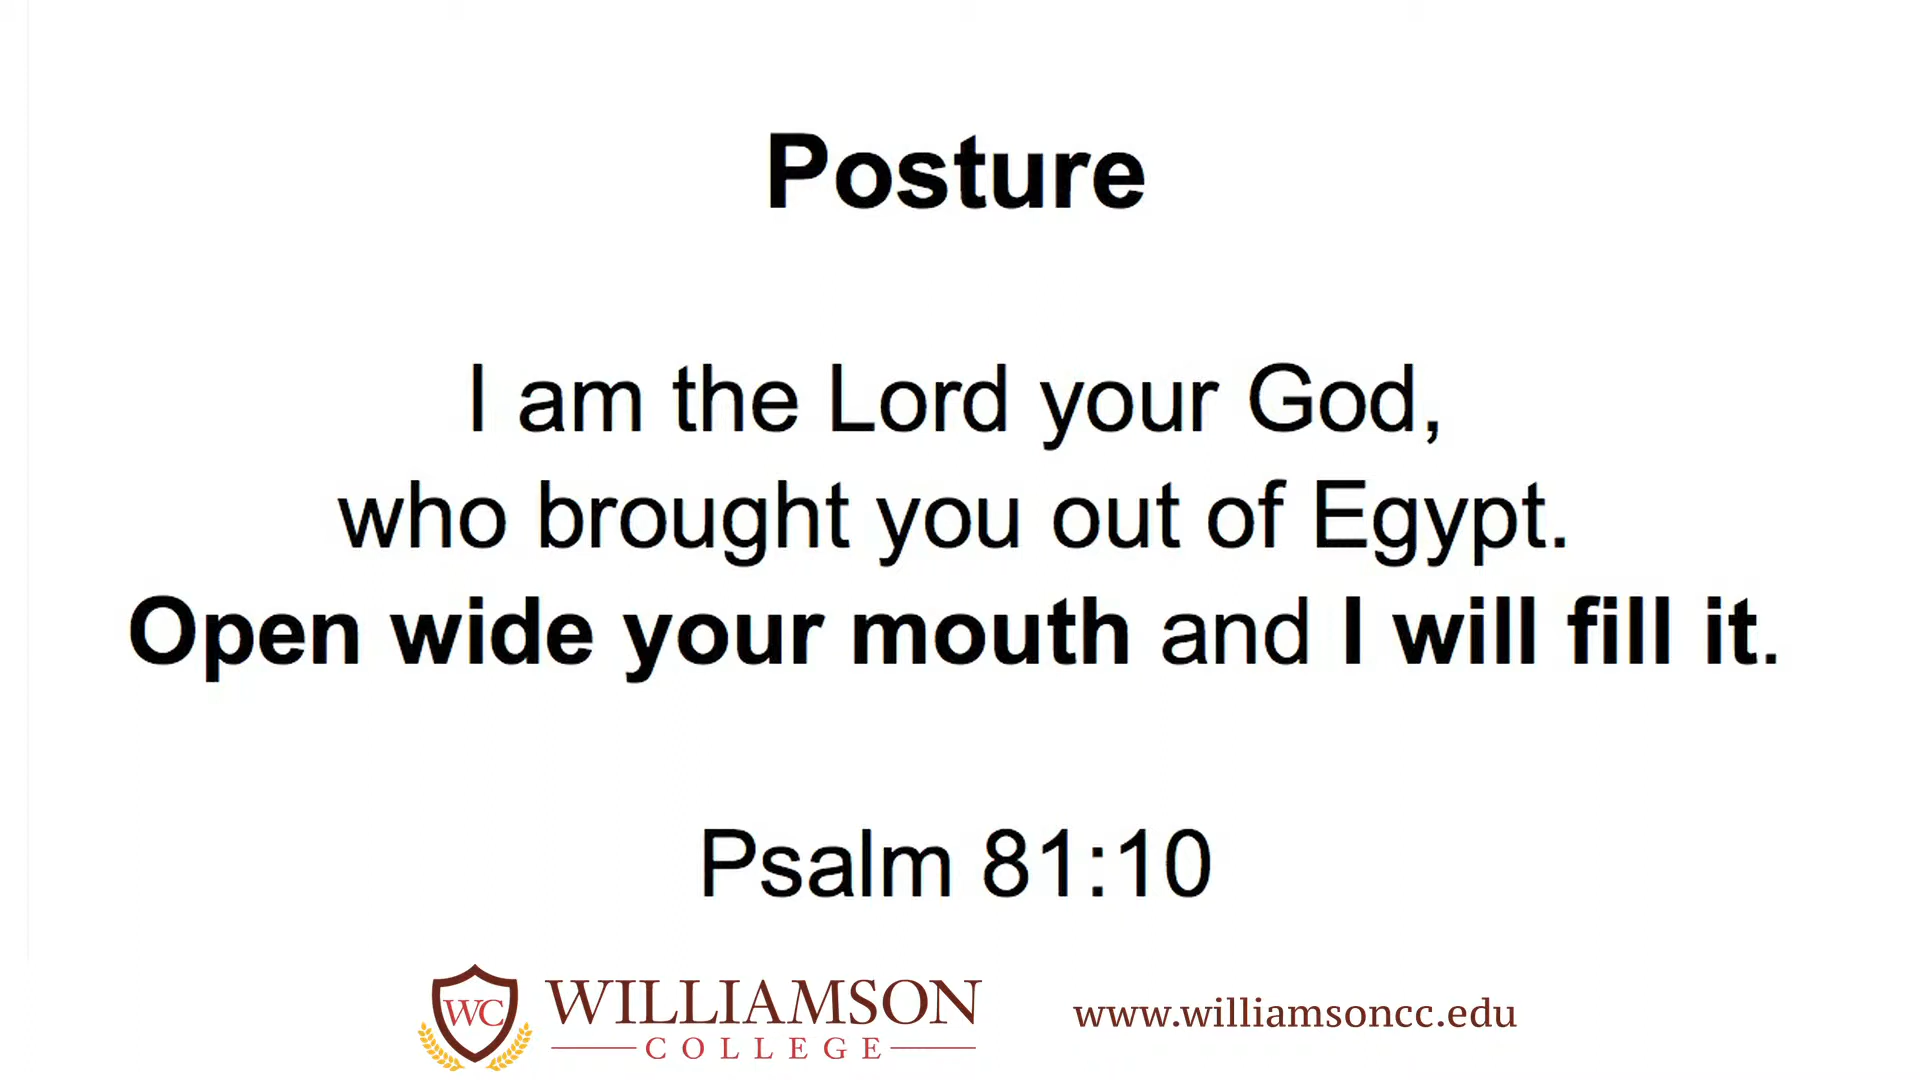 Posture
I am the Lord your God,
who brought you out of Egypt.
Open wide your mouth and I will fill it.
Psalm 81:10
WC
WILLIAMSON
COLLEGE
www.williamsoncc.edu